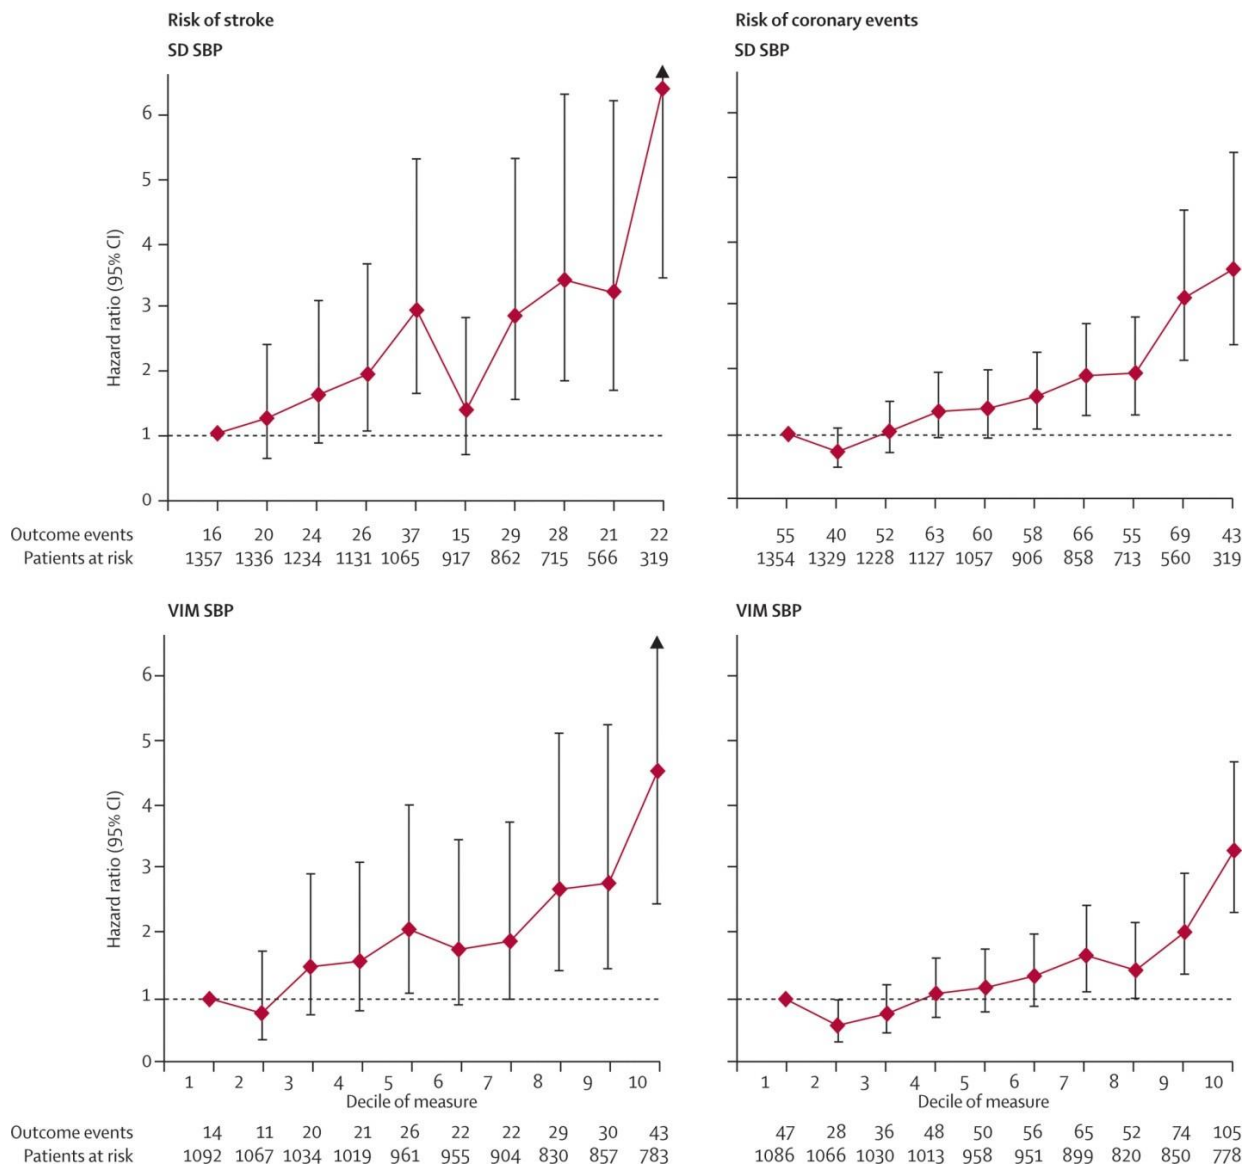 Risk of stroke
SD SBP
Risk of coronary events
SD SBP
Hazard ratio (95% CI)
6
5
4
3
2
1
0
Outcome events 16 20 24 26 37 15 29 28 21 22
Patients at risk 1357 1336 1234 1131 1065 917 862 715 566 319
55 40 52 63 60 58 66 55 69 43
1354 1329 1228 1127 1057 906 858 713 560 319
VIM SBP
VIM SBP
Hazard ratio (95% CI)
6
5
4
3
2
1
0
1 2 3 4 5 6 7 8 9 10
Decile of measure
1 2 3 4 5 6 7 8 9 10
Decile of measure
Outcome events 14 11 20 21 26 22 22 29 30 43
Patients at risk 1092 1067 1034 1019 961 955 904 830 857 783
47 28 36 48 50 56 65 52 74 105
1086 1066 1030 1013 958 951 899 820 850 778